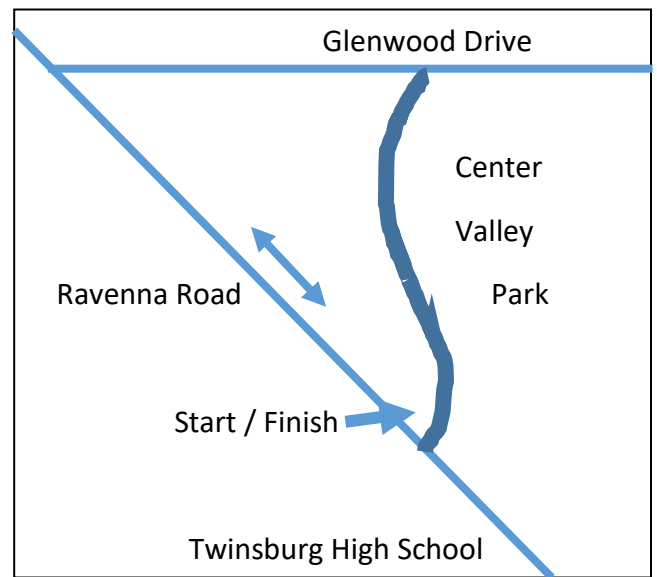 Glenwood Drive
Center
Valley
Park
Ravenna Road
Start / Finish
Twinsburg High School